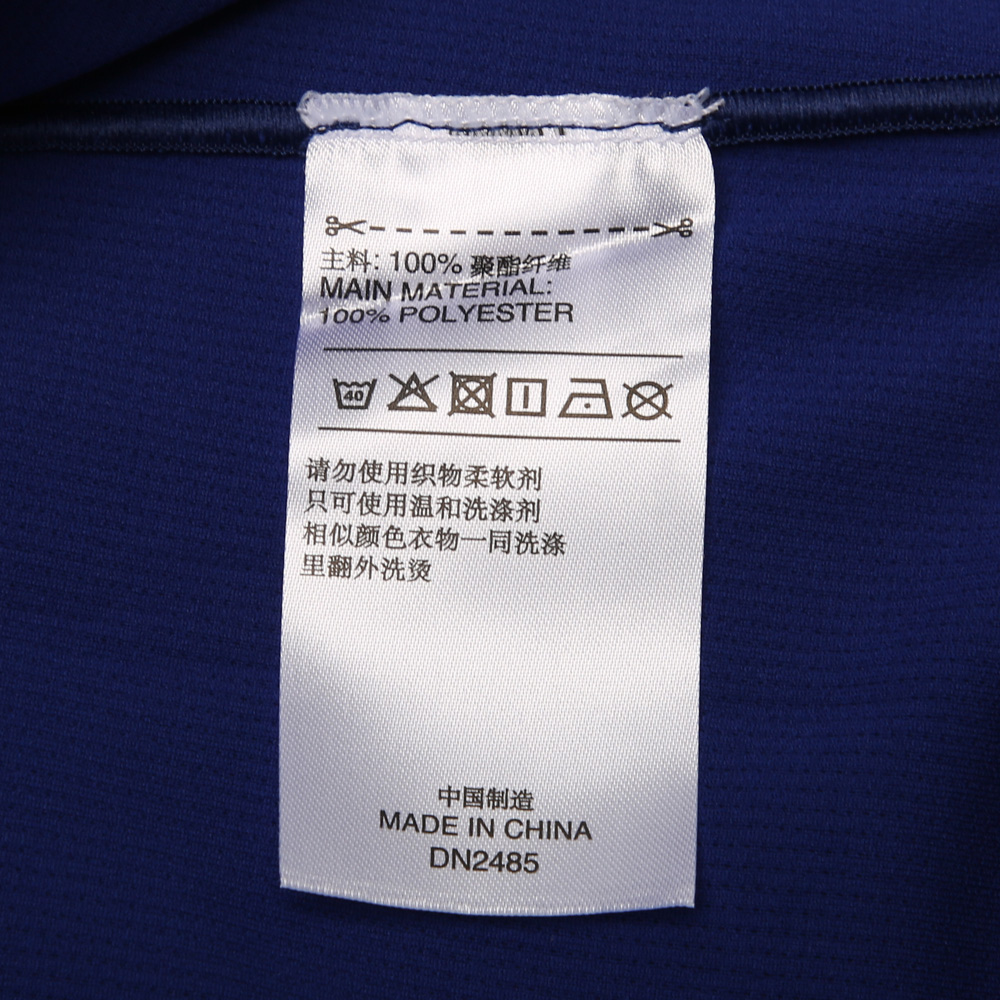 主料: 100% 聚酯纤维
MAIN MATERIAL:
100% POLYESTER
40
请勿使用织物柔软剂
只可使用温和洗涤剂
相似颜色衣物一同洗涤
里翻外洗烫
中国制造
MADE IN CHINA
DN2485